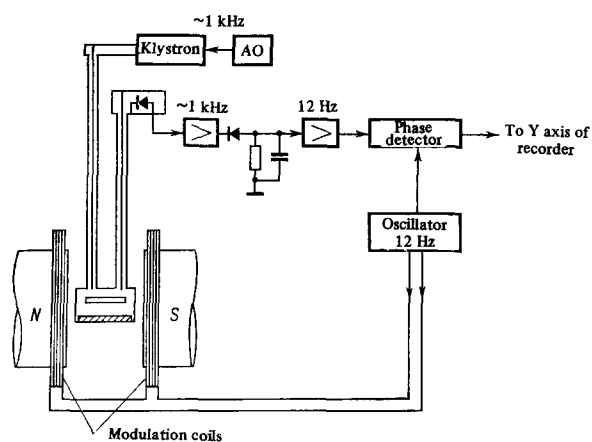 ~1 kHz
Klystron
AO
~1 kHz
12 Hz
Phase
detector
To Y axis of
recorder
Oscillator
12 Hz
N
S
Modulation coils